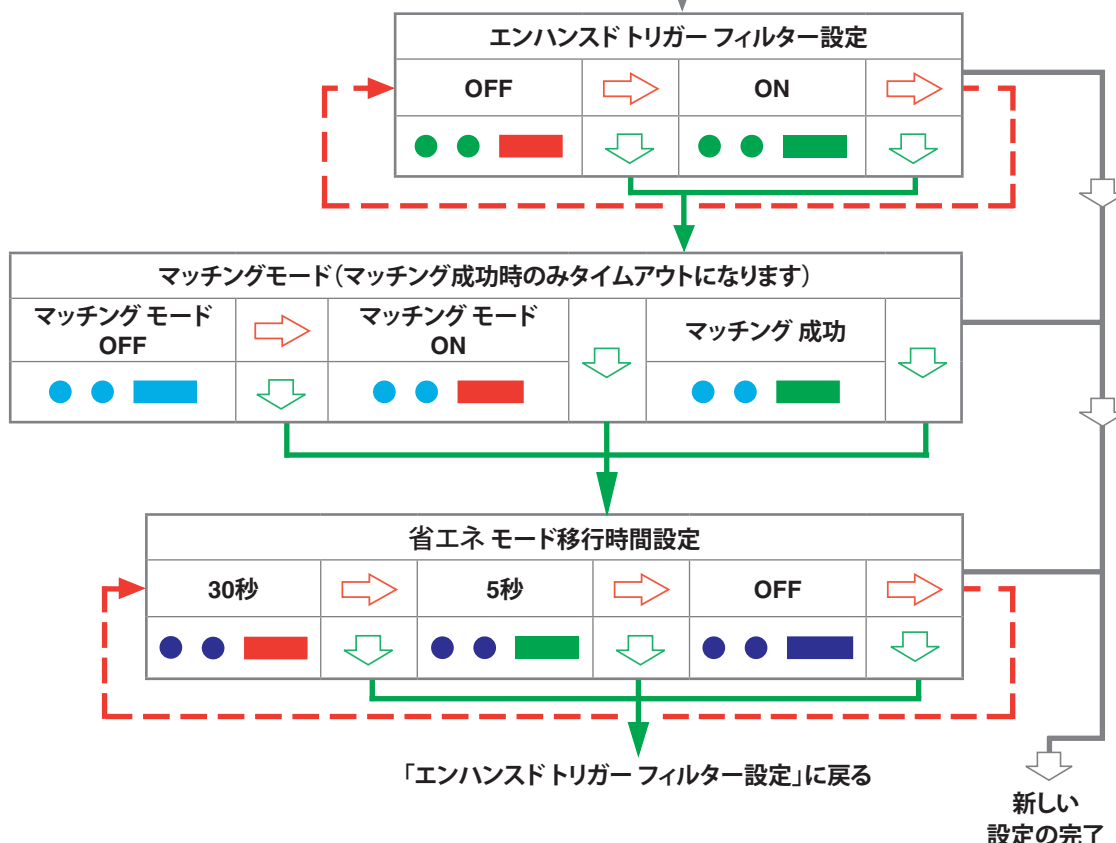 エンハンスド トリガー フィルター設定
OFF
ON
マッチングモード（マッチング成功時のみタイムアウトになります）
マッチング モード
OFF
マッチング モード
ON
マッチング 成功
省エネ モード移行時間設定
30秒
5秒
OFF
「エンハンスド トリガー フィルター設定」に戻る
新しい
設定の完了